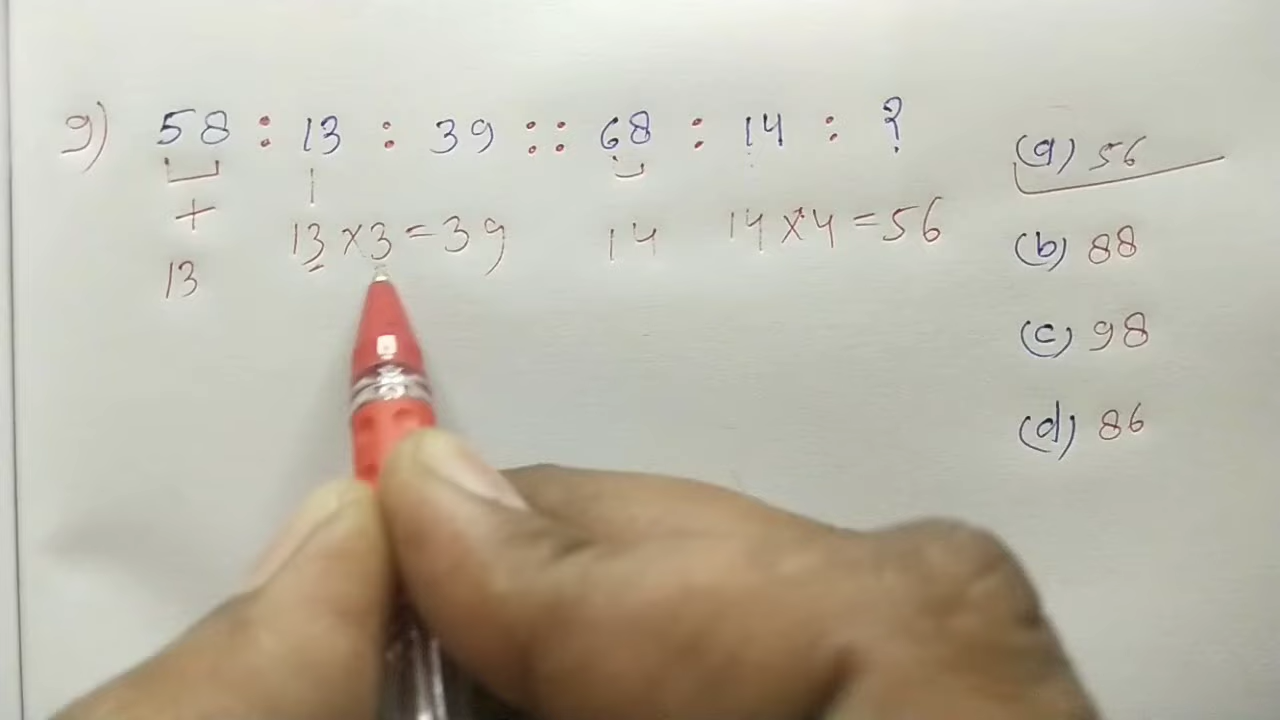 9) 58 : 13 : 39 :: 68 : 14 : ?
+
13
13 × 3 = 39
14
14 × 4 = 56
(a) 56
(b) 88
(c) 98
(d) 86